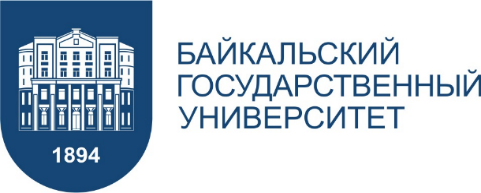 1894
БАЙКАЛЬСКИЙ
ГОСУДАРСТВЕННЫЙ
УНИВЕРСИТЕТ